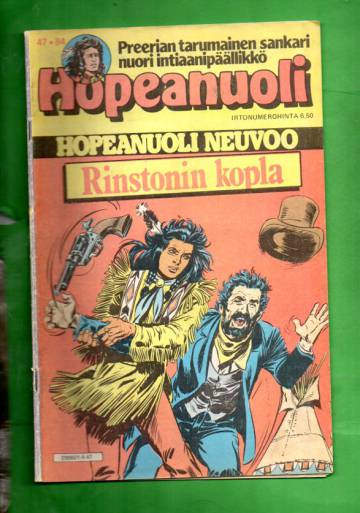 47 • 84
Preerian tarumainen sankari
nuori intiaanipäällikkö
Hopeanuoli
IRTONUMEROHINTA 6,50
HOPEANUOLI NEUVOO
Rinstonin kopla